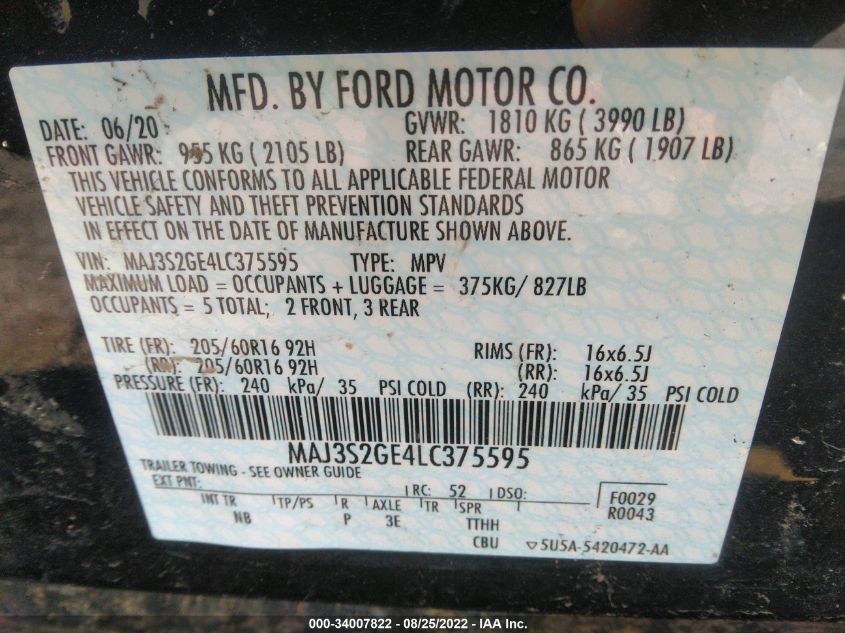 MFD. BY FORD MOTOR CO.
DATE: 06/20 GVWR: 1810 KG ( 3990 LB)
FRONT GAWR: 955 KG ( 2105 LB) REAR GAWR: 865 KG ( 1907 LB)
THIS VEHICLE CONFORMS TO ALL APPLICABLE FEDERAL MOTOR
VEHICLE SAFETY AND THEFT PREVENTION STANDARDS
IN EFFECT ON THE DATE OF MANUFACTURE SHOWN ABOVE.
VIN: MAJ3S2GE4LC375595 TYPE: MPV
MAXIMUM LOAD = OCCUPANTS + LUGGAGE = 375KG/ 827LB
OCCUPANTS = 5 TOTAL; 2 FRONT, 3 REAR
TIRE (FR): 205/60R16 92H RIMS (FR): 16x6.5J
(RR): 205/60R16 92H (RR): 16x6.5J
PRESSURE (FR): 240 kPa/ 35 PSI COLD (RR): 240 kPa/ 35 PSI COLD
MAJ3S2GE4LC375595
TRAILER TOWING - SEE OWNER GUIDE
EXT PNT: RC: 52 DSO: F0029
INT TR TP/PS R AXLE TR SPR R0043
NB P 3E TTHH
CBU ▽5U5A-5420472-AA
000-34007822 - 08/25/2022 - IAA Inc.